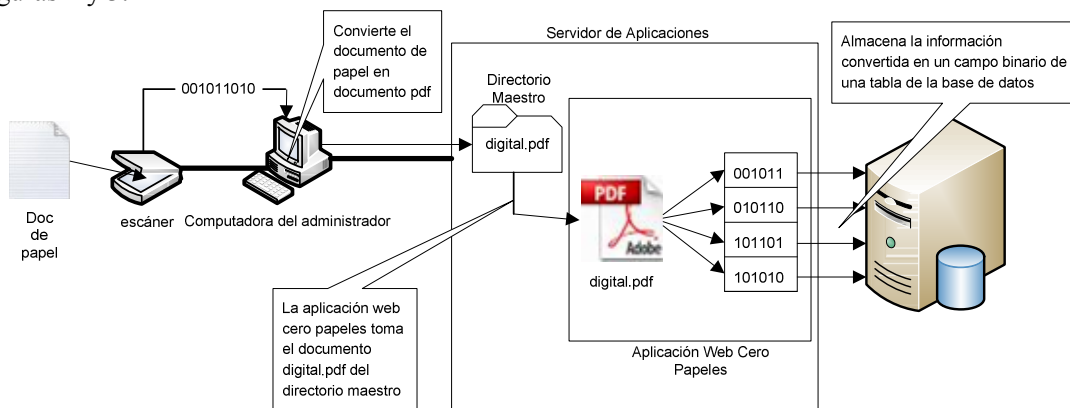 Convierte el
documento de
papel en
documento pdf
Servidor de Aplicaciones
Almacena la información
convertida en un campo binario de
una tabla de la base de datos
001011010
Directorio
Maestro
digital.pdf
Doc
de
papel
escáner
Computadora del administrador
PDF
Adobe
digital.pdf
001011
010110
101101
101010
La aplicación web
cero papeles toma
el documento
digital.pdf del
directorio maestro
Aplicación Web Cero
Papeles